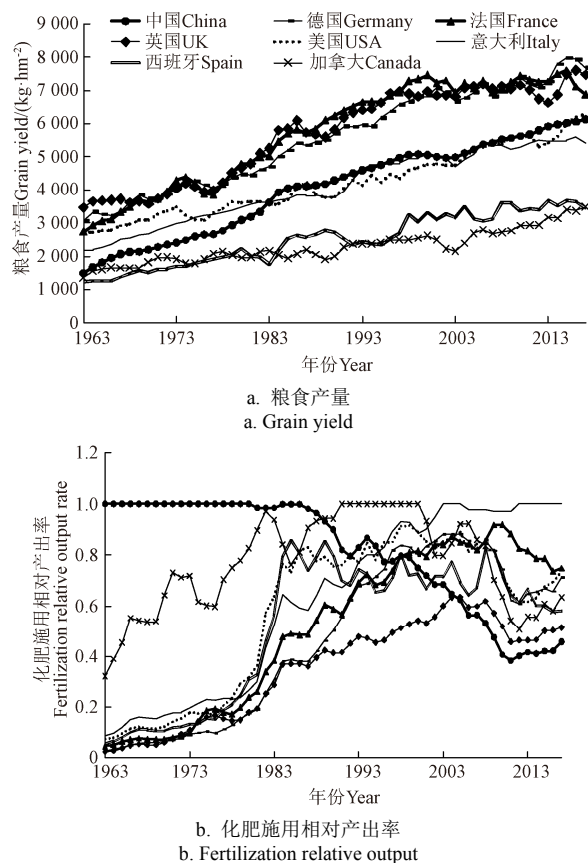 中国China 德国Germany 法国France
英国UK 美国USA 意大利Italy
西班牙Spain 加拿大Canada
粮食产量Grain yield/(kg·hm⁻²)
9 000
8 000
7 000
6 000
5 000
4 000
3 000
2 000
1 000
0
1963 1973 1983 1993 2003 2013
年份Year
a. 粮食产量
a. Grain yield
化肥施用相对产出率
Fertilization relative output rate
1.2
1.0
0.8
0.6
0.4
0.2
0
1963 1973 1983 1993 2003 2013
年份Year
b. 化肥施用相对产出率
b. Fertilization relative output